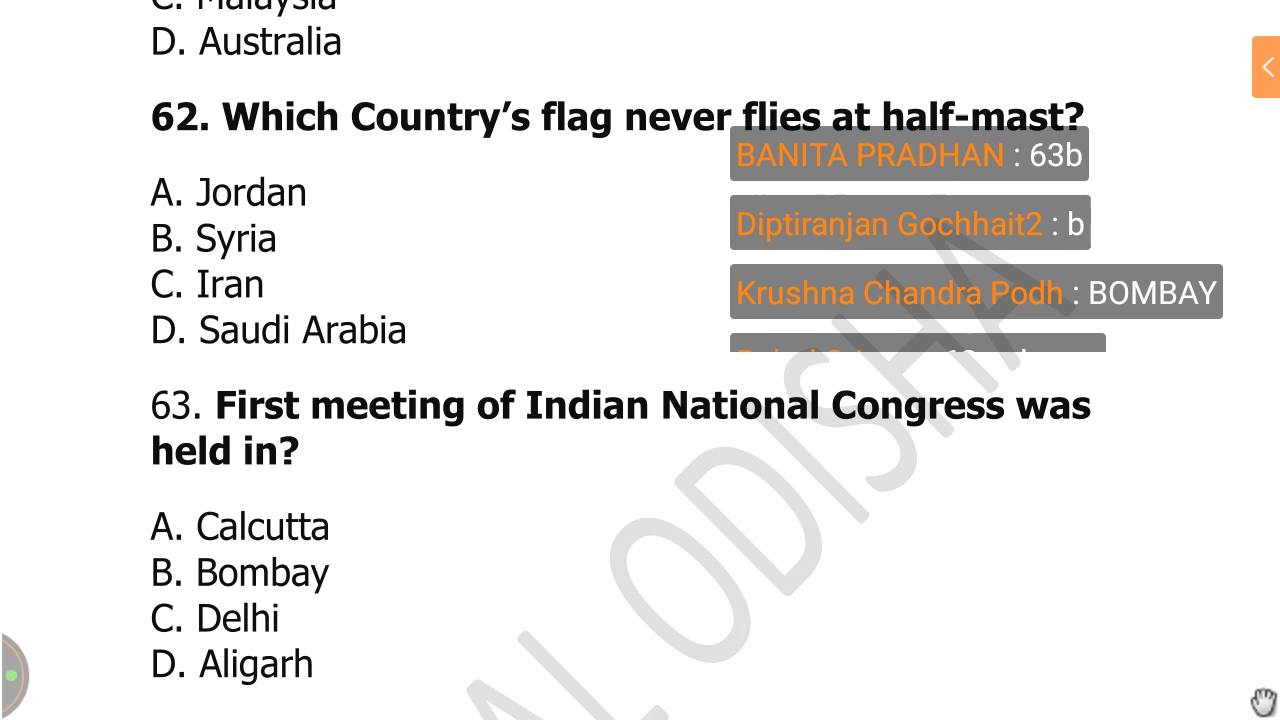 C. Malaysia
D. Australia
62. Which Country’s flag never flies at half-mast?
A. Jordan
B. Syria
C. Iran
D. Saudi Arabia
BANITA PRADHAN : 63b
Diptiranjan Gochhait2 : b
Krushna Chandra Podh : BOMBAY
63. First meeting of Indian National Congress was
held in?
A. Calcutta
B. Bombay
C. Delhi
D. Aligarh
AL ODISHA